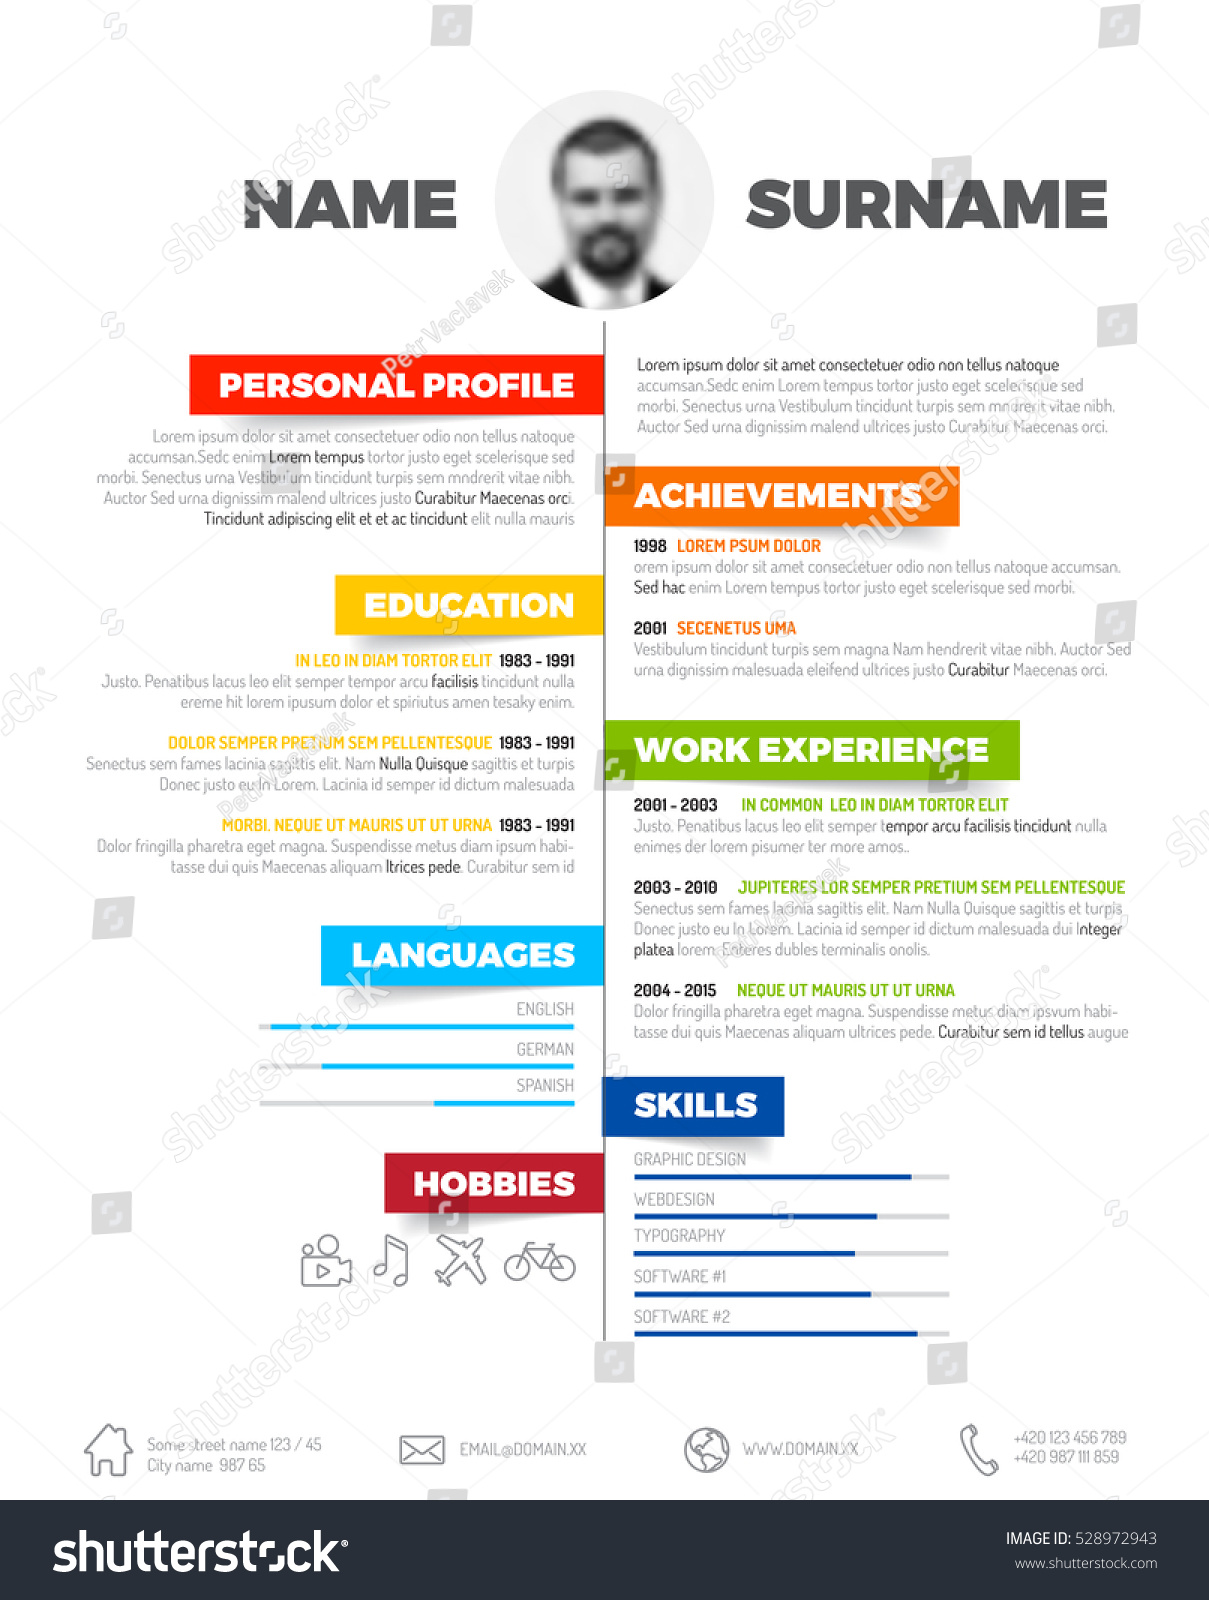 NAME SURNAME
PERSONAL PROFILE
Lorem ipsum dolor sit amet consectetuer odio non tellus natoque
accumsan.Sedc enim Lorem tempus tortor justo eget scelerisque sed
morbi. Senectus urna Vestibulum tincidunt turpis sem magna vitae nibh.
Auctor Sed urna dignissim malend ultrices justo Curabitur Maecenas orci.
Tincidunt adipiscing elit et et ac tincidunt elit nulla mauris
EDUCATION
IN LEO IN DIAM TORTOR ELIT 1983 - 1991
Justo. Penatibus lacus leo elit semper tempor arcu facilisis tincidunt nulla
ereme hit lorem ipsum dolor et spiriutus amen tesaky enim.
DOLOR SEMPER PRETIUM SEM PELLENTESQUE 1983 - 1991
Senectus sem fames lacinia sagittis elit. Nam Nulla Quisque sagittis et turpis
Donec justo eu In Lorem. Lacinia id semper id dictum malesuada
MORBI. NEQUE UT MAURIS UT UT URNA 1983 - 1991
Dolor fringilla pharetra eget magna. Suspendisse metus diam ipsum habi-
tasse dui quis Maecenas aliquam ltrices pede. Curabitur sem id
LANGUAGES
ENGLISH
GERMAN
SPANISH
HOBBIES
Lorem ipsum dolor sit amet consectetuer odio non tellus natoque
accumsan.Sedc enim Lorem tempus tortor justo eget scelerisque sed
morbi. Senectus urna Vestibulum tincidunt turpis sem magna vitae nibh.
Auctor Sed urna dignissim malend ultrices justo Curabitur Maecenas orci.
ACHIEVEMENTS
1998 LOREM PSUM DOLOR
orem ipsum dolor sit amet consectetuer odio non tellus natoque accumsan.
Sed hac enim Lorem tempus tortor justo eget scelerisque sed morbi.
2001 SECENETUS UMA
Vestibulum tincidunt turpis sem magna Nam hendrerit vitae nibh. Auctor Sed
urna dignissim malesuada eleifend ultrices justo Curabitur Maecenas orci.
WORK EXPERIENCE
2001 - 2003 IN COMMON LEO IN DIAM TORTOR ELIT
Justo. Penatibus lacus leo elit semper tempor arcu facilisis tincidunt nulla
enimes der lorem pisumer ter more amos..
2003 - 2010 JUPITERES LOR SEMPER PRETIUM SEM PELLENTESQUE
Senectus sem fames lacinia sagittis elit. Nam Nulla Quisque sagittis et turpis
Donec justo eu In Lorem. Lacinia id semper id dictum malesuada dui Integer
platea lorem. Enteres dubles terminalis onolis.
2004 - 2015 NEQUE UT MAURIS UT UT URNA
Dolor fringilla pharetra eget magna. Suspendisse metus diam ipsvum habi-
tasse dui quis Maecenas aliquam ultrices pede. Curabitur sem id tellus augue
SKILLS
GRAPHIC DESIGN
WEBDESIGN
TYPOGRAPHY
SOFTWARE #1
SOFTWARE #2
Some street name 123 / 45
City name 987 65
EMAIL@DOMAIN.XX
WWW.DOMAIN.XX
+420 123 456 789
+420 987 111 859
shutterstock
Petr Vaclavek
shutterstock
IMAGE ID: 528972943
www.shutterstock.com